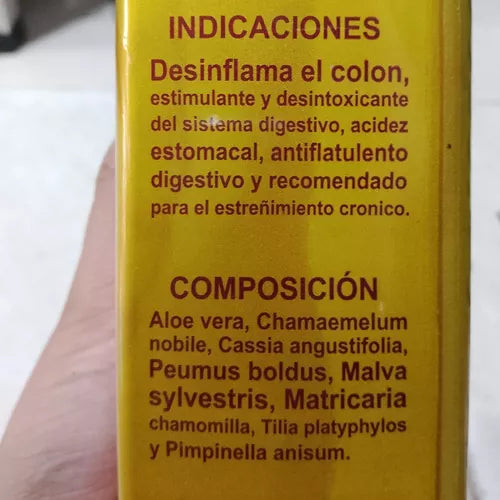 INDICACIONES
Desinflama el colon,
estimulante y desintoxicante
del sistema digestivo, acidez
estomacal, antiflatulento
digestivo y recomendado
para el estreñimiento cronico.
COMPOSICIÓN
Aloe vera, Chamaemelum
nobile, Cassia angustifolia,
Peumus boldus, Malva
sylvestris, Matricaria
chamomilla, Tilia platyphylos
y Pimpinella anisum.